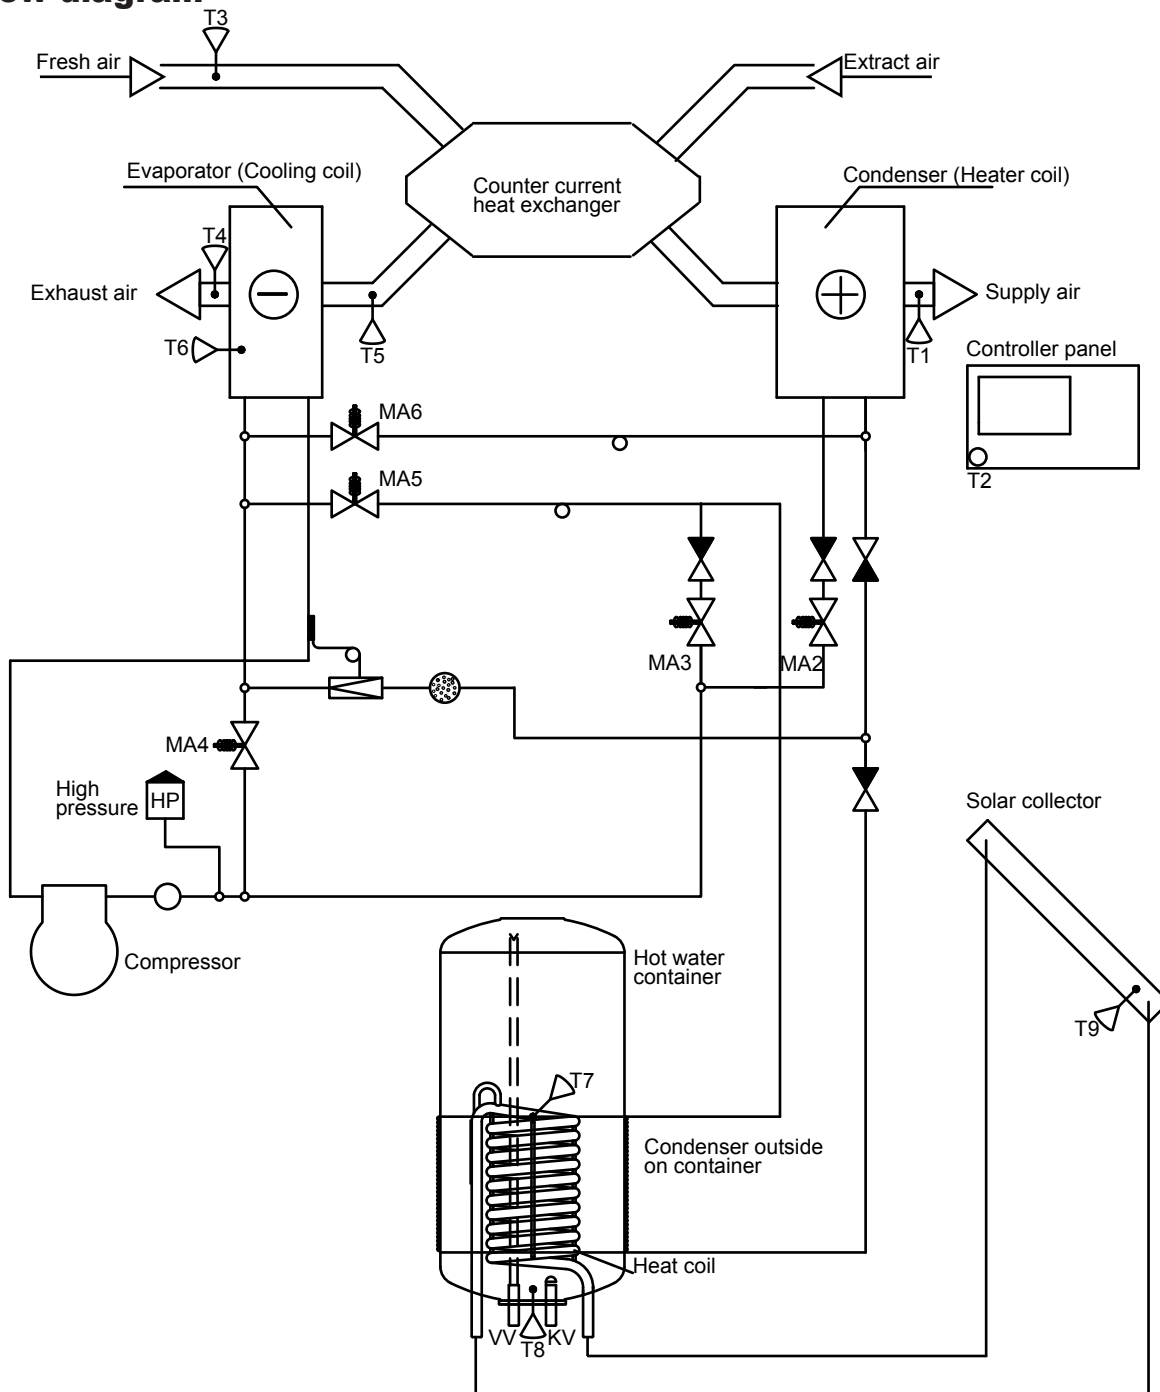 T3
Fresh air
Extract air
Evaporator (Cooling coil)
Counter current
heat exchanger
Condenser (Heater coil)
T4
Exhaust air
Supply air
T6
T5
T1
Controller panel
MA6
T2
MA5
MA3
MA2
MA4
High
pressure
HP
Solar collector
Compressor
Hot water
container
T9
T7
Condenser outside
on container
Heat coil
VV
T8
KV